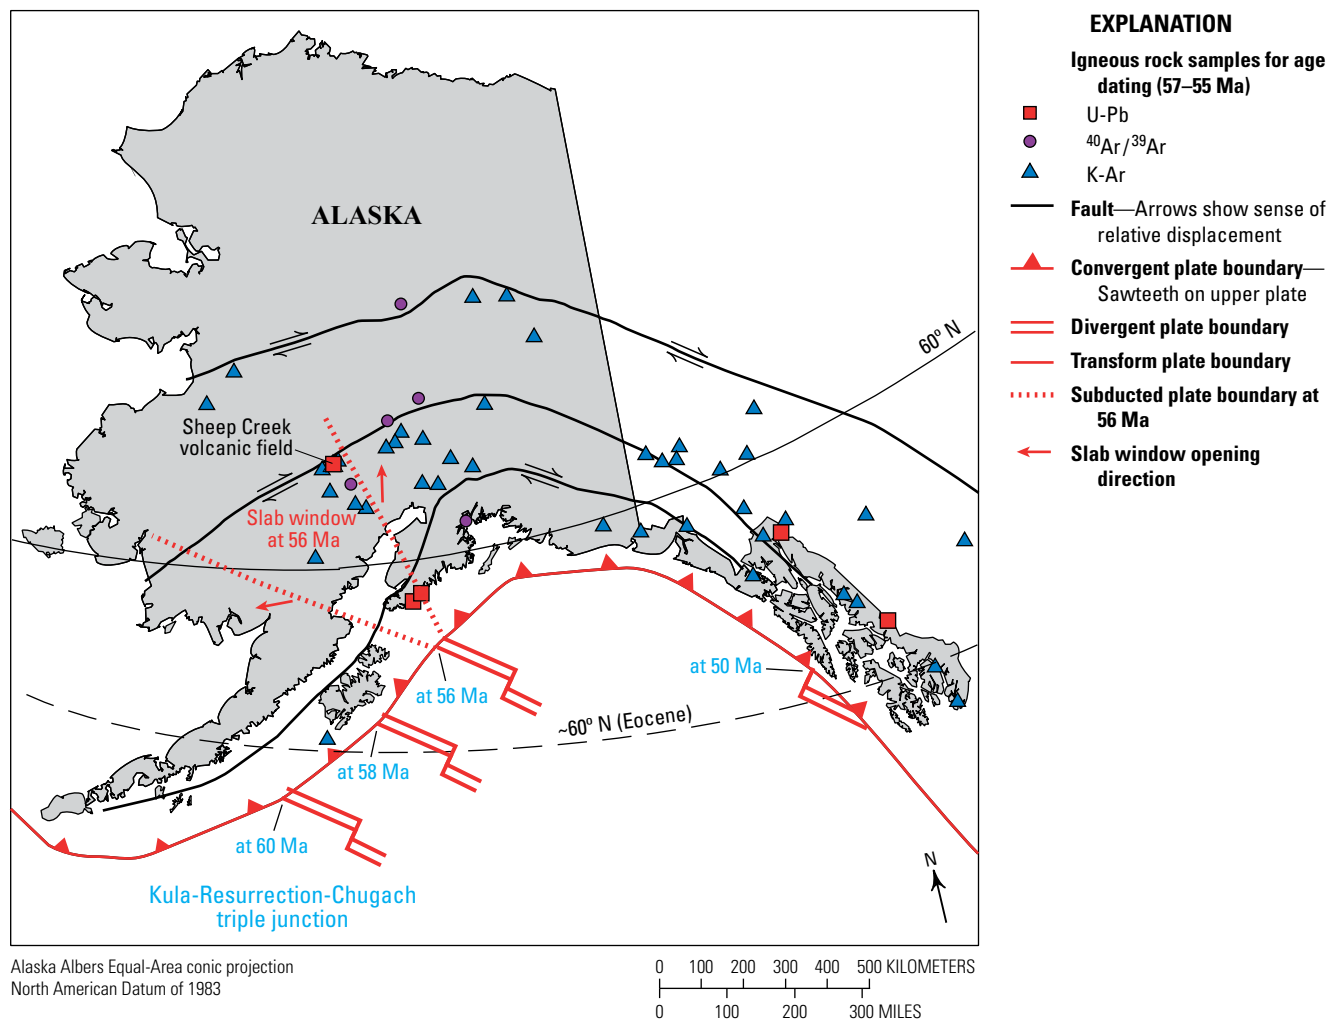 ALASKA
60º N
Sheep Creek
volcanic field
Slab window
at 56 Ma
at 50 Ma
at 56 Ma
~60º N (Eocene)
at 58 Ma
at 60 Ma
Kula-Resurrection-Chugach
triple junction
N
EXPLANATION
Igneous rock samples for age
dating (57–55 Ma)
U-Pb
⁴⁰Ar/³⁹Ar
K-Ar
Fault—Arrows show sense of
relative displacement
Convergent plate boundary—
Sawteeth on upper plate
Divergent plate boundary
Transform plate boundary
Subducted plate boundary at
56 Ma
Slab window opening
direction
Alaska Albers Equal-Area conic projection
North American Datum of 1983
0 100 200 300 400 500 KILOMETERS
0 100 200 300 MILES